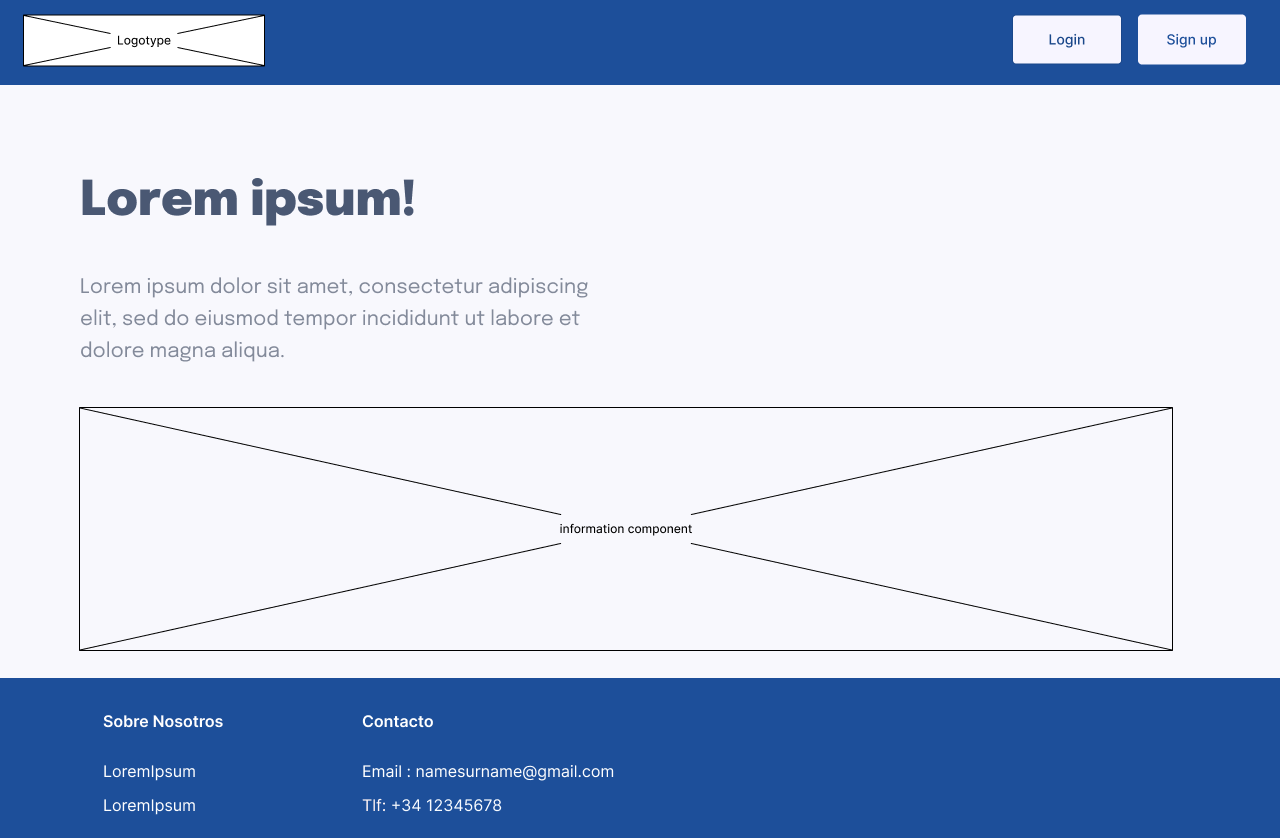 Logotype
Login
Sign up
Lorem ipsum!
Lorem ipsum dolor sit amet, consectetur adipiscing
elit, sed do eiusmod tempor incididunt ut labore et
dolore magna aliqua.
information component
Sobre Nosotros
LoremIpsum
LoremIpsum
Contacto
Email : namesurname@gmail.com
Tlf: +34 12345678